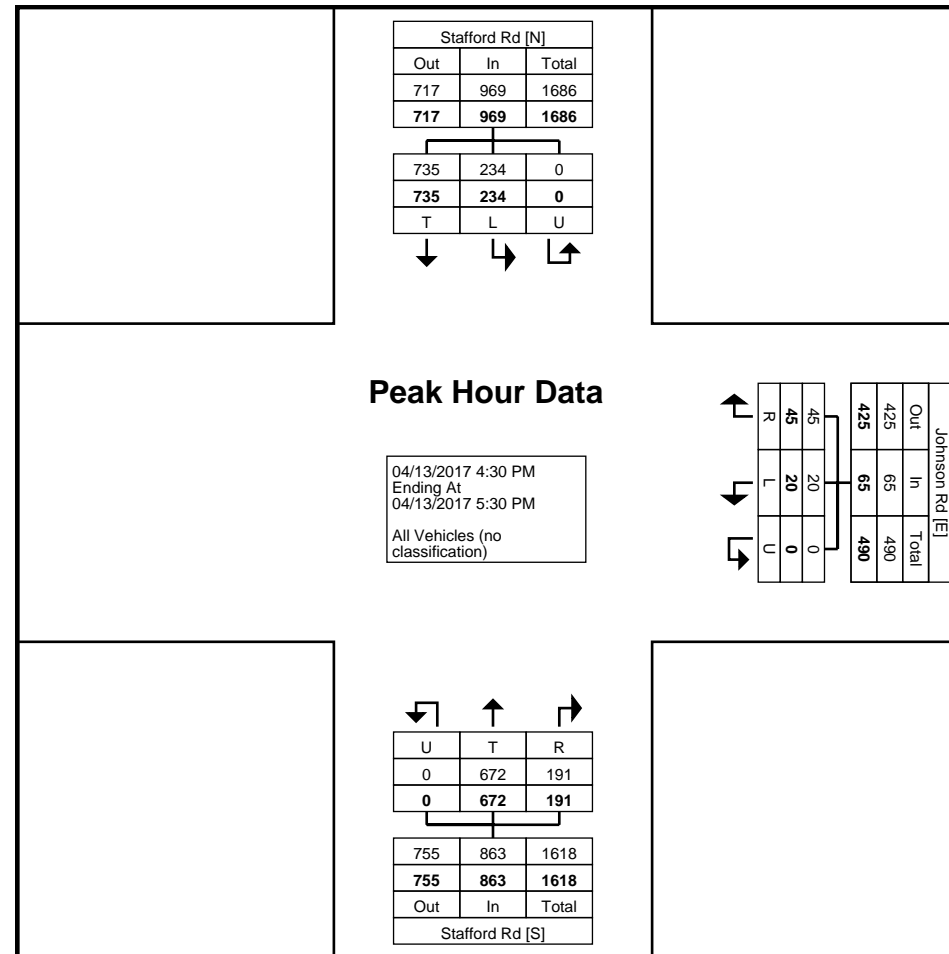 Stafford Rd [N]
Out In Total
717 969 1686
717 969 1686
735 234 0
735 234 0
T L U
Peak Hour Data
04/13/2017 4:30 PM
Ending At
04/13/2017 5:30 PM
All Vehicles (no
classification)
Johnson Rd [E]
Out In Total
425 65 490
425 65 490
45 20 0
45 20 0
R L U
U T R
0 672 191
0 672 191
755 863 1618
755 863 1618
Out In Total
Stafford Rd [S]